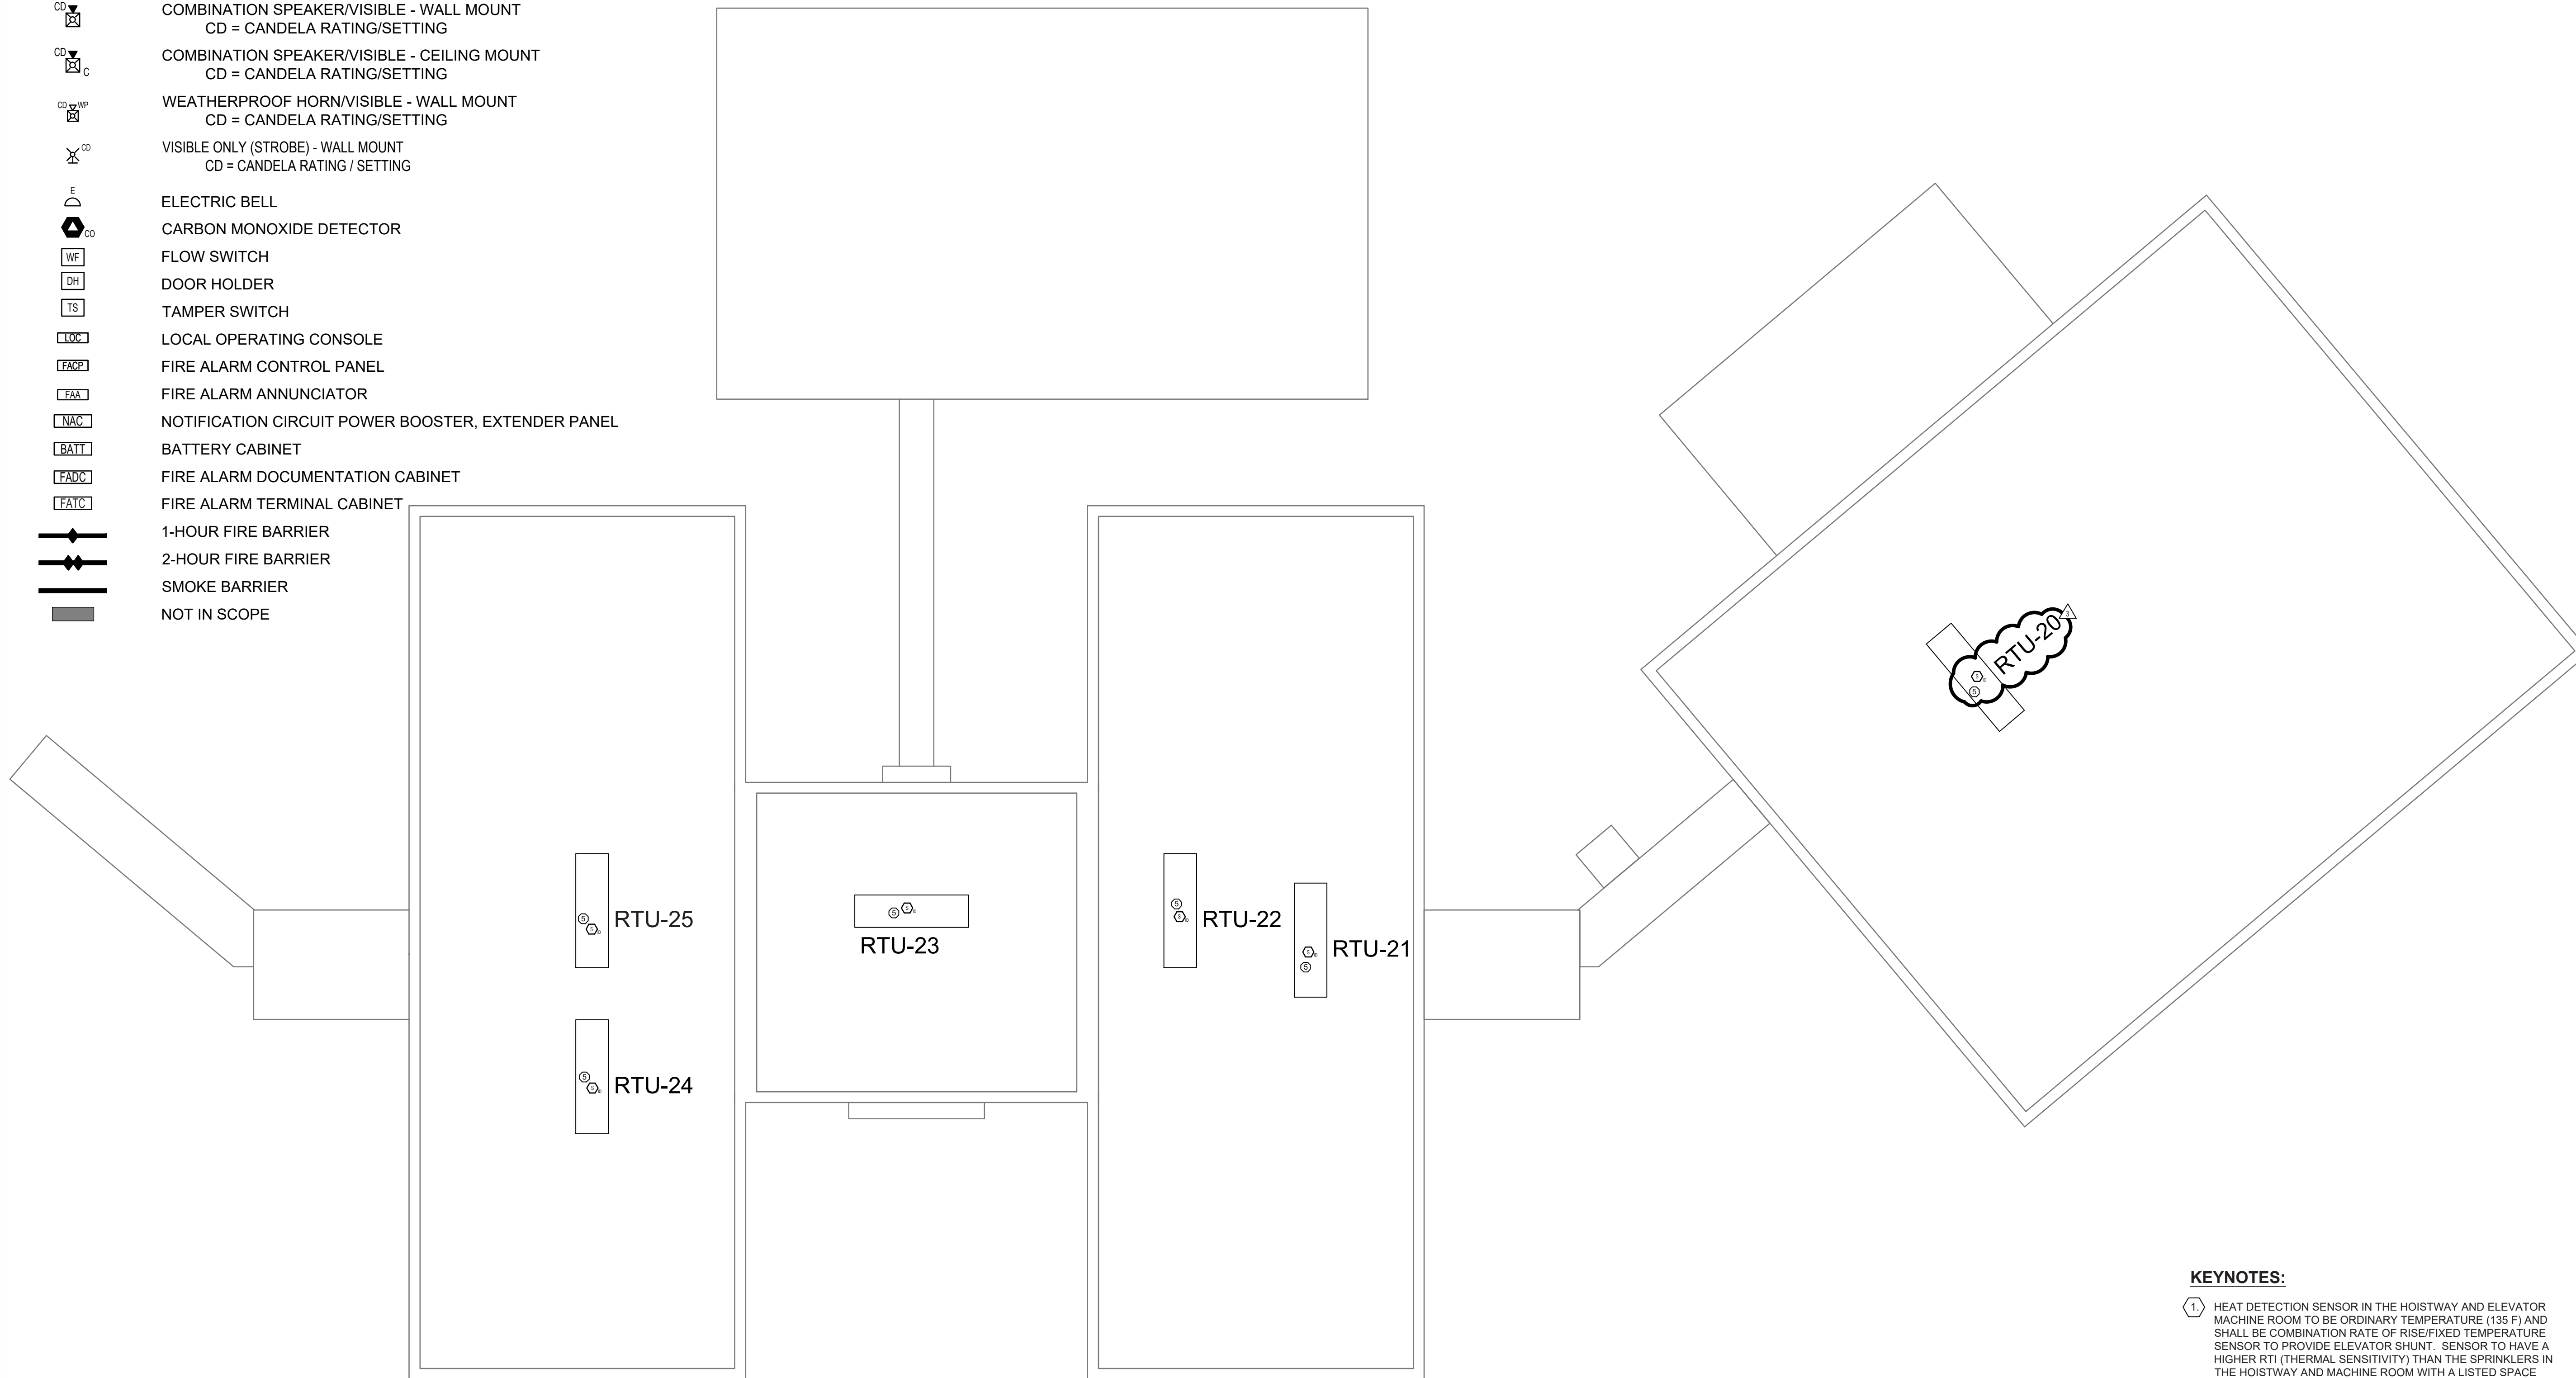 CD
COMBINATION SPEAKER/VISIBLE - WALL MOUNT
CD = CANDELA RATING/SETTING
CD
C
COMBINATION SPEAKER/VISIBLE - CEILING MOUNT
CD = CANDELA RATING/SETTING
CD WP
WEATHERPROOF HORN/VISIBLE - WALL MOUNT
CD = CANDELA RATING/SETTING
CD
VISIBLE ONLY (STROBE) - WALL MOUNT
CD = CANDELA RATING / SETTING
E
ELECTRIC BELL
CO
CARBON MONOXIDE DETECTOR
WF FLOW SWITCH
DH DOOR HOLDER
TS TAMPER SWITCH
LOC LOCAL OPERATING CONSOLE
FACP FIRE ALARM CONTROL PANEL
FAA FIRE ALARM ANNUNCIATOR
NAC NOTIFICATION CIRCUIT POWER BOOSTER, EXTENDER PANEL
BATT BATTERY CABINET
FADC FIRE ALARM DOCUMENTATION CABINET
FATC FIRE ALARM TERMINAL CABINET
1-HOUR FIRE BARRIER
2-HOUR FIRE BARRIER
SMOKE BARRIER
NOT IN SCOPE
3
RTU-20
S
5
5
S
RTU-25
5
S
RTU-23
5
S
RTU-22
S
5
RTU-21
5
S
RTU-24
KEYNOTES:
1. HEAT DETECTION SENSOR IN THE HOISTWAY AND ELEVATOR
MACHINE ROOM TO BE ORDINARY TEMPERATURE (135 F) AND
SHALL BE COMBINATION RATE OF RISE/FIXED TEMPERATURE
SENSOR TO PROVIDE ELEVATOR SHUNT. SENSOR TO HAVE A
HIGHER RTI (THERMAL SENSITIVITY) THAN THE SPRINKLERS IN
THE HOISTWAY AND MACHINE ROOM WITH A LISTED SPACE